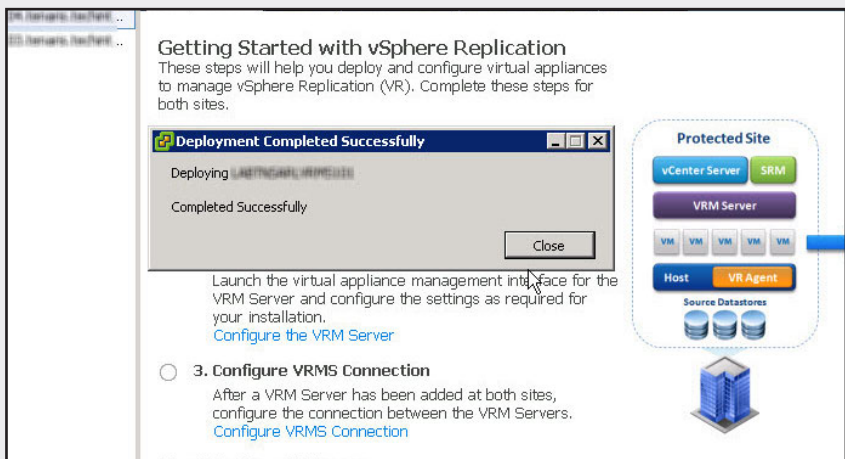 Getting Started with vSphere Replication
These steps will help you deploy and configure virtual appliances
to manage vSphere Replication (VR). Complete these steps for
both sites.
Deployment Completed Successfully
Deploying
Completed Successfully
Close
Launch the virtual appliance management interface for the
VRM Server and configure the settings as required for
your installation.
Configure the VRM Server
3. Configure VRMS Connection
After a VRM Server has been added at both sites,
configure the connection between the VRM Servers.
Configure VRMS Connection
Protected Site
vCenter Server SRM
VRM Server
VM VM VM VM VM
Host VR Agent
Source Datastores